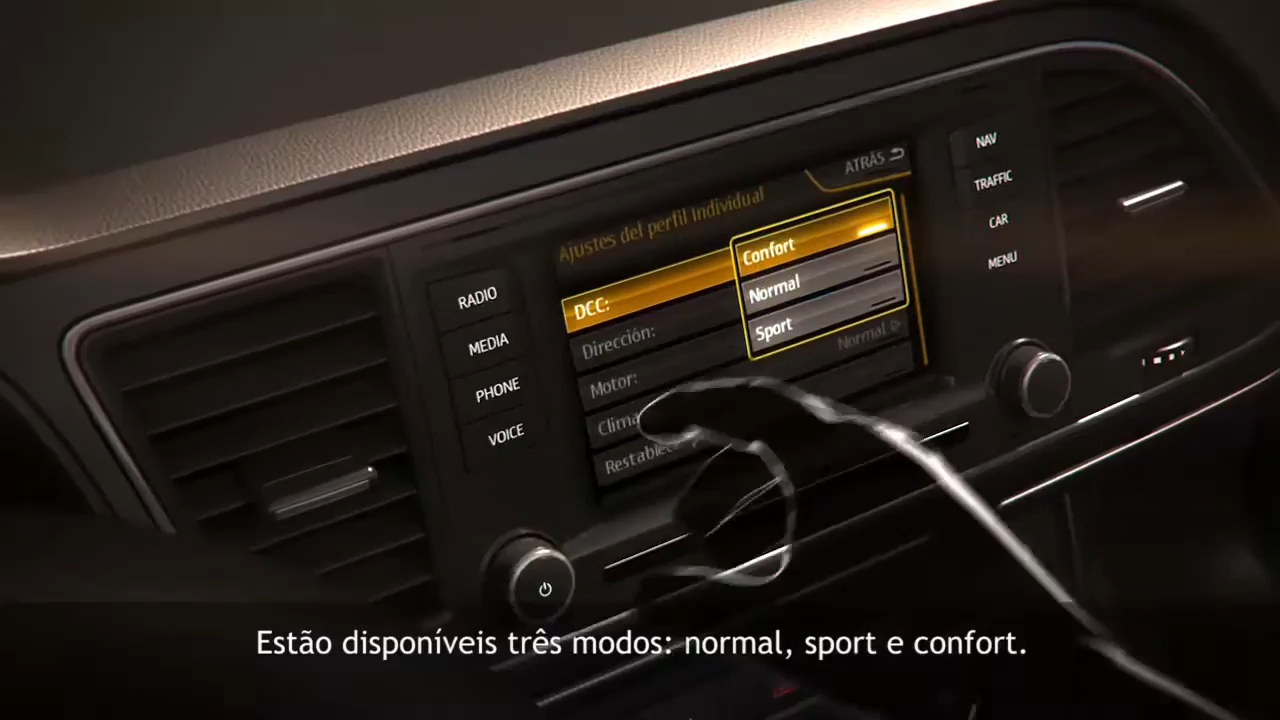 ATRÁS
Ajustes del perfil Individual
DCC:
Confort
Normal
Sport
Dirección:
Motor:
Normal
Clima
RADIO
MEDIA
PHONE
VOICE
NAV
TRAFFIC
CAR
MENU
Estão disponíveis três modos: normal, sport e confort.